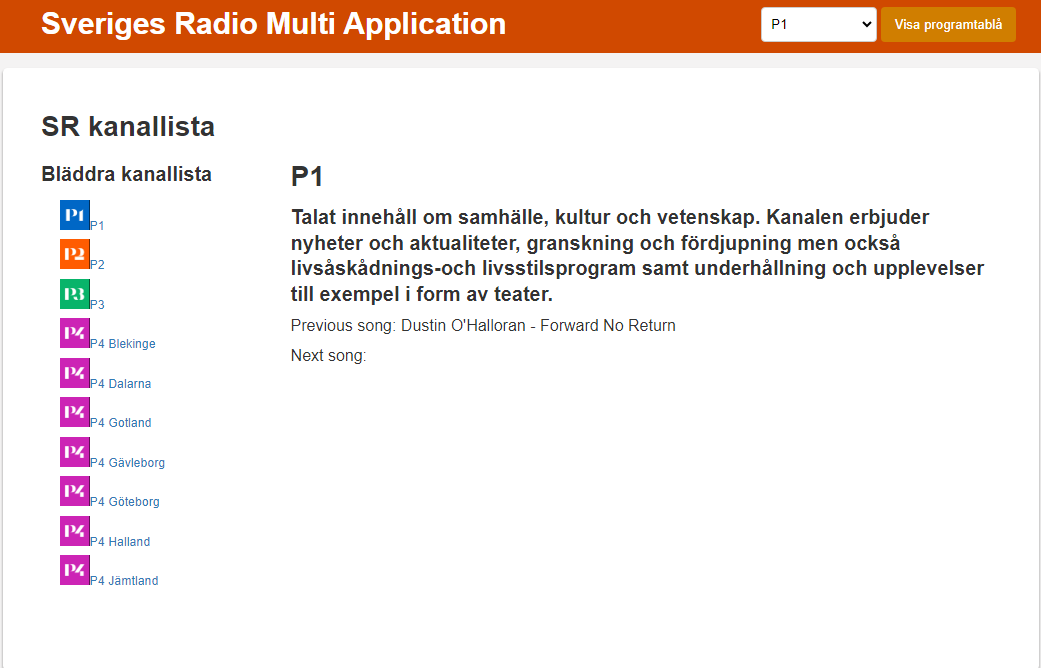 Sveriges Radio Multi Application
P1
Visa programtablå
SR kanallista
Bläddra kanallista
P1 P1
P2 P2
P3 P3
P4 P4 Blekinge
P4 P4 Dalarna
P4 P4 Gotland
P4 P4 Gävleborg
P4 P4 Göteborg
P4 P4 Halland
P4 P4 Jämtland
P1
Talat innehåll om samhälle, kultur och vetenskap. Kanalen erbjuder
nyheter och aktualiteter, granskning och fördjupning men också
livsåskådnings-och livsstilsprogram samt underhållning och upplevelser
till exempel i form av teater.
Previous song: Dustin O'Halloran - Forward No Return
Next song: